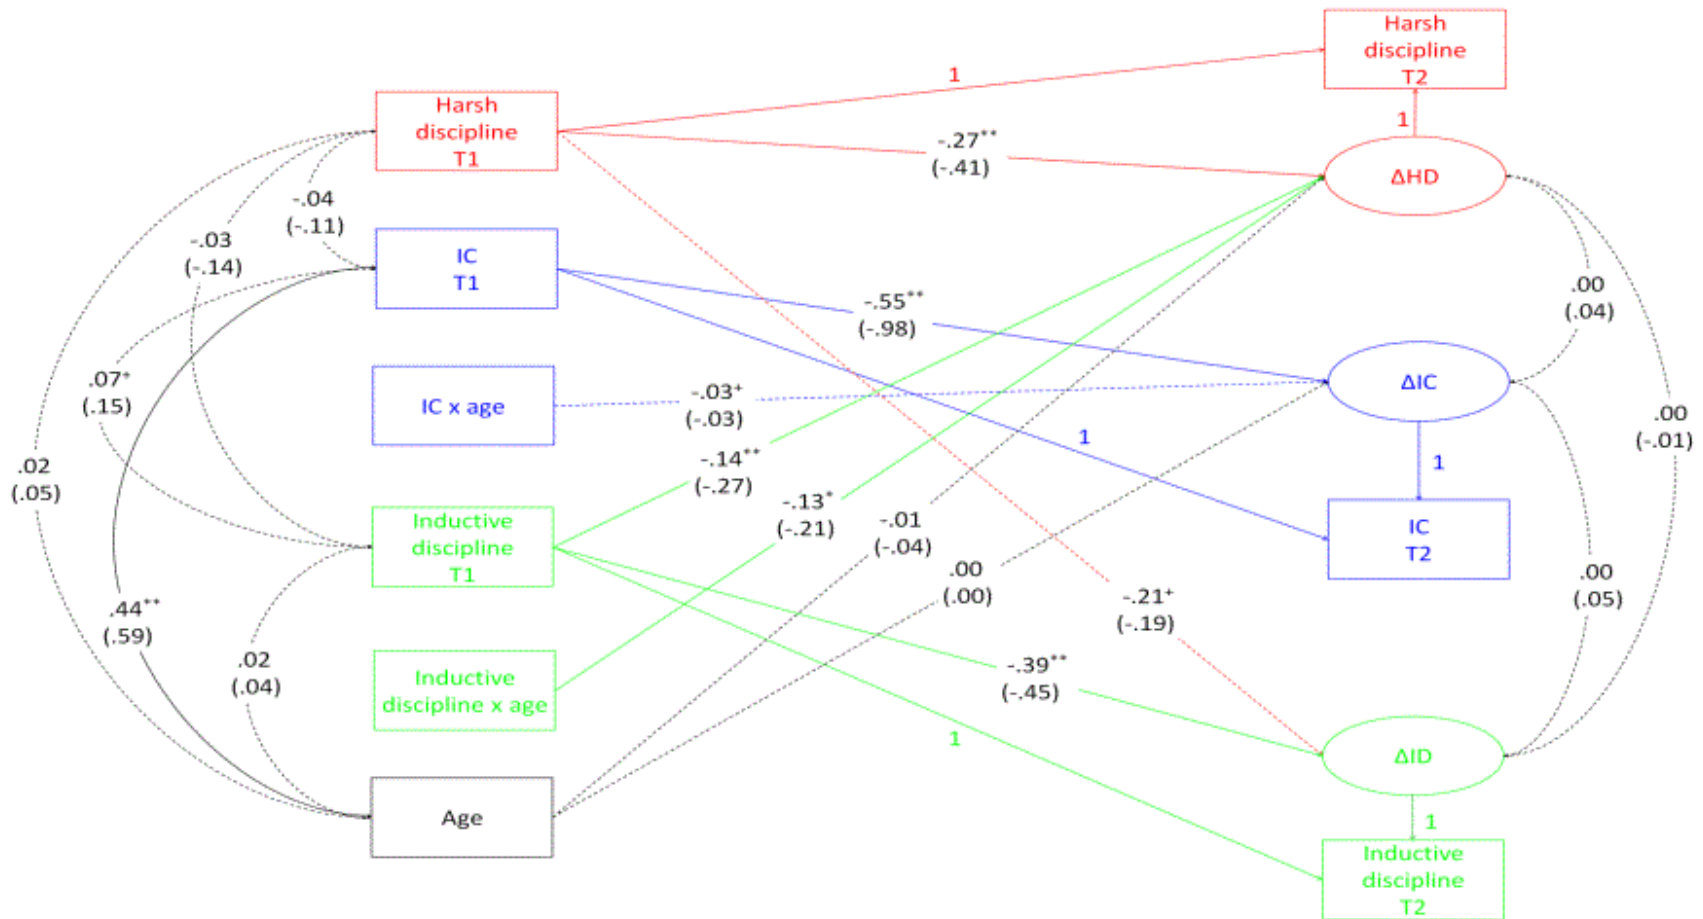 Harsh
discipline
T1
IC
T1
IC x age
Inductive
discipline
T1
Inductive
discipline x age
Age
Harsh
discipline
T2
ΔHD
ΔIC
IC
T2
ΔID
Inductive
discipline
T2
1
1
-.27**
(-.41)
-.04
(-.11)
-.03
(-.14)
.07+
(.15)
.02
(.05)
.44**
(.59)
.02
(.04)
-.55**
(-.98)
-.03+
(-.03)
1
-.14**
(-.27)
-.13*
(-.21)
-.01
(-.04)
.00
(.00)
-.21+
(-.19)
-.39**
(-.45)
1
1
1
.00
(.04)
.00
(-.01)
.00
(.05)